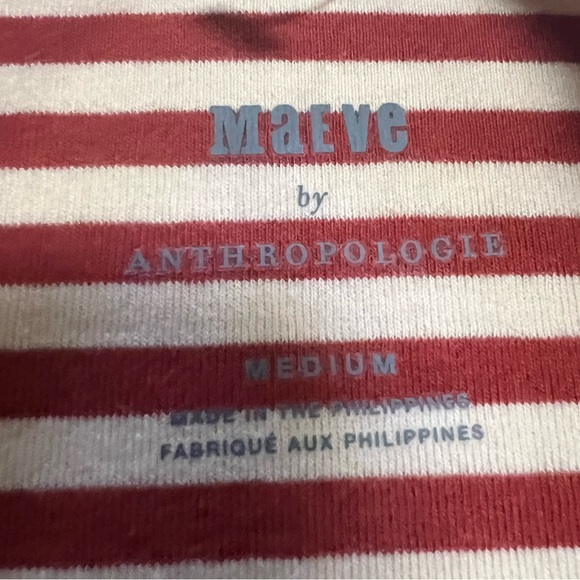 MaEVe
by
ANTHROPOLOGIE
MEDIUM
MADE IN THE PHILIPPINES
FABRIQUÉ AUX PHILIPPINES